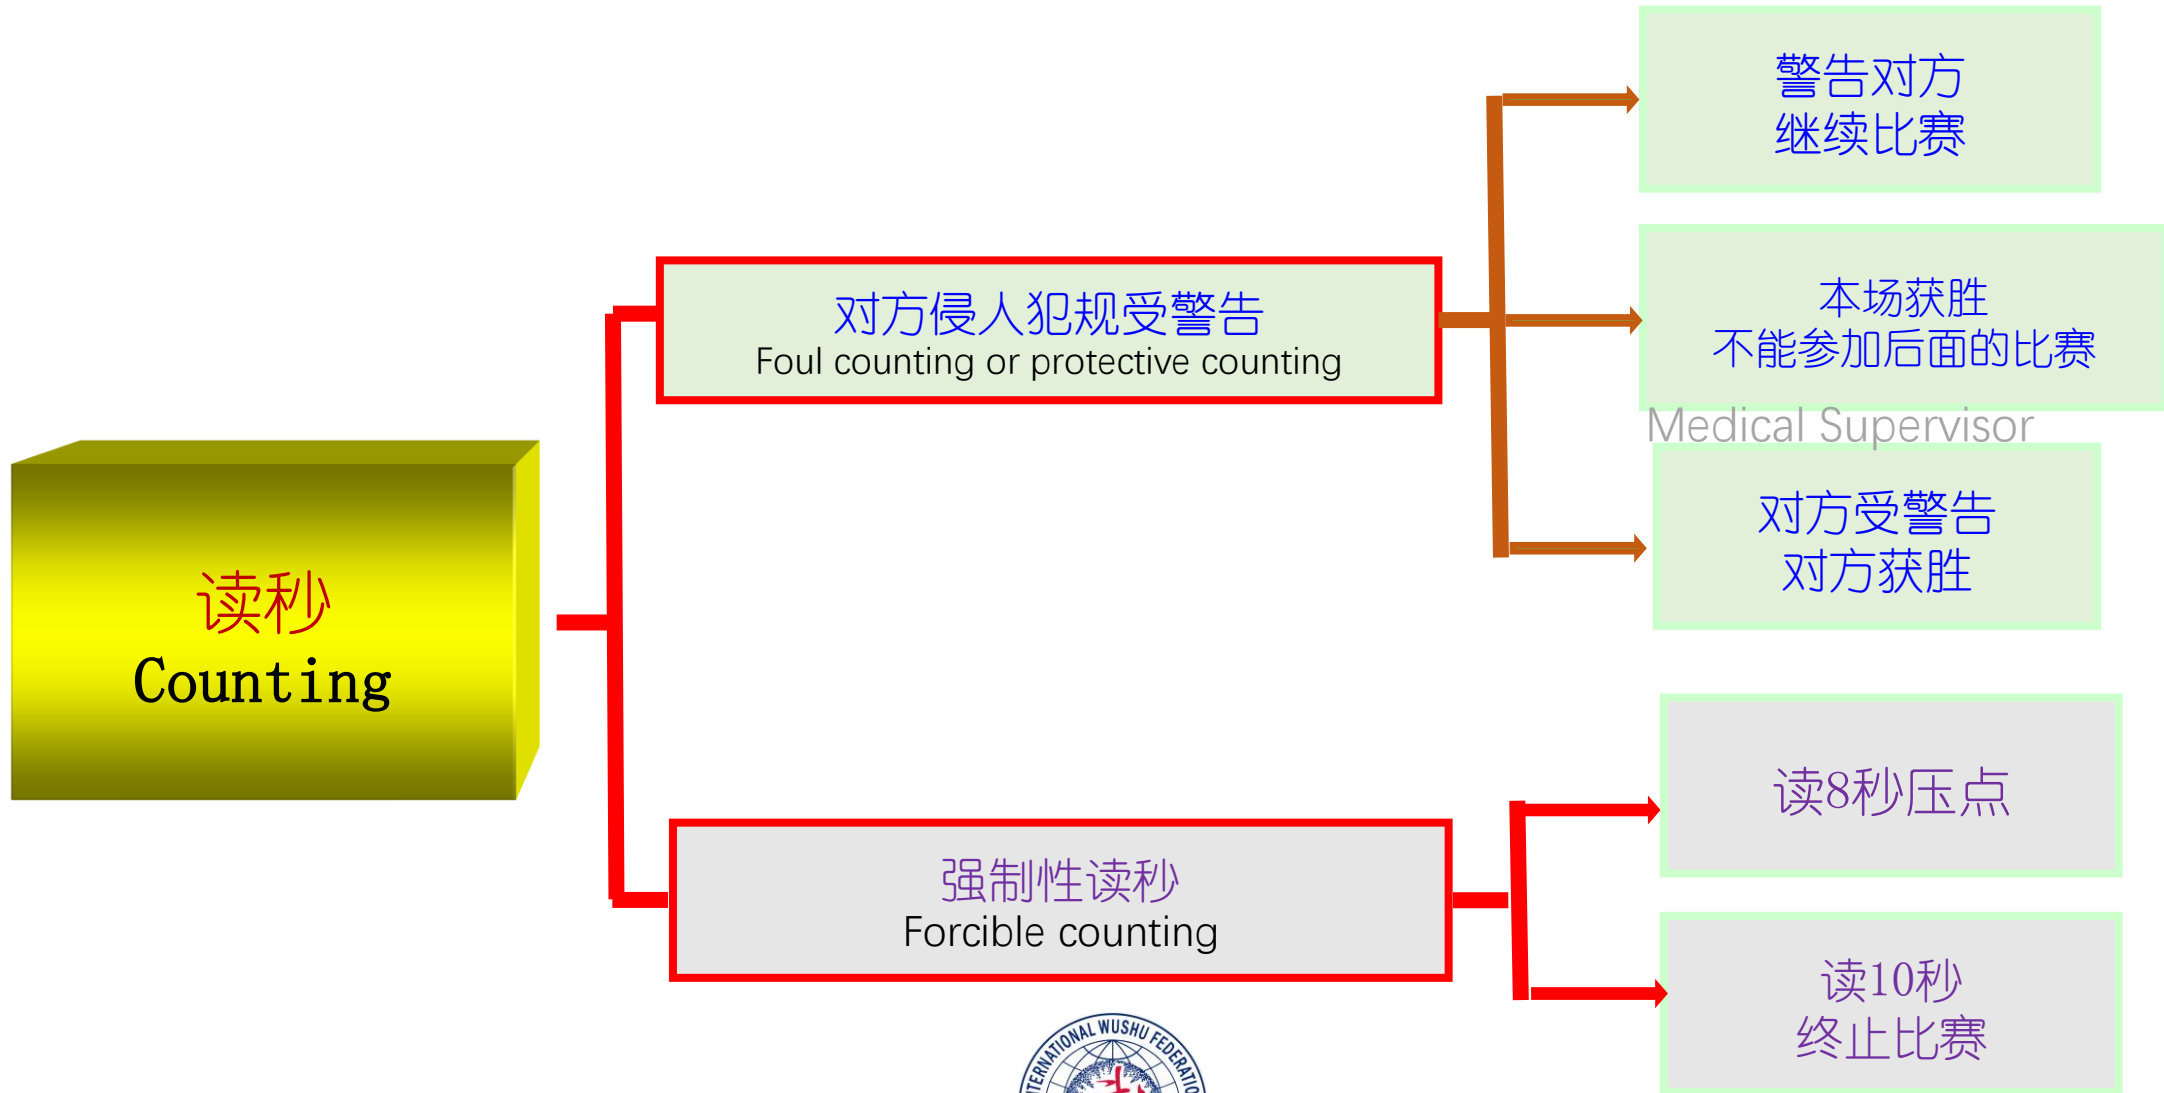 读秒
Counting
对方侵人犯规受警告
Foul counting or protective counting
警告对方
继续比赛
本场获胜
不能参加后面的比赛
Medical Supervisor
对方受警告
对方获胜
强制性读秒
Forcible counting
读8秒压点
读10秒
终止比赛